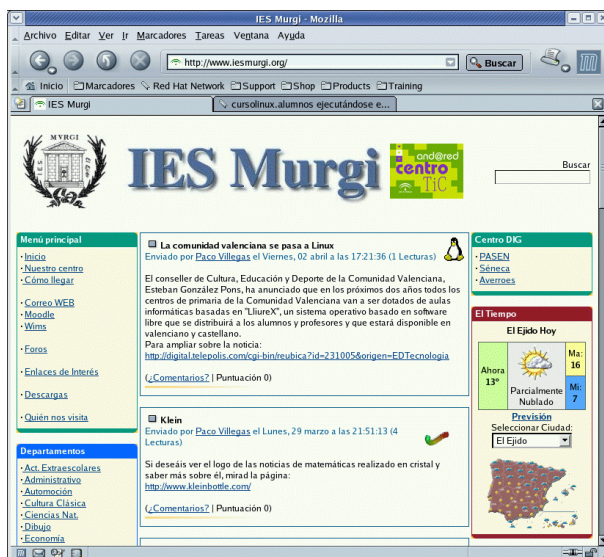 IES Murgi - Mozilla
Archivo Editar Ver Ir Marcadores Tareas Ventana Ayuda
http://www.iesmurgi.org/
Buscar
Inicio Marcadores Red Hat Network Support Shop Products Training
IES Murgi
cursolinux.alumnos ejecutándose e...
MVRGI
IES
El Ejido
IES Murgi
and@red
centro
TIC
Buscar
Menú principal
· Inicio
· Nuestro centro
· Cómo llegar
· Correo WEB
· Moodle
· Wims
· Foros
· Enlaces de Interés
· Descargas
· Quién nos visita
Departamentos
· Act. Extraescolares
· Administrativo
· Automoción
· Cultura Clásica
· Ciencias Nat.
· Dibujo
· Economía
La comunidad valenciana se pasa a Linux
Enviado por Paco Villegas el Viernes, 02 abril a las 17:21:36 (1 Lecturas)
El conseller de Cultura, Educación y Deporte de la Comunidad Valenciana,
Esteban González Pons, ha anunciado que en los próximos dos años todos los
centros de primaria de la Comunidad Valenciana van a ser dotados de aulas
informáticas basadas en "LliureX", un sistema operativo basado en software
libre que se distribuirá a los alumnos y profesores y que estará disponible en
valenciano y castellano.
Para ampliar sobre la noticia:
http://digital.telepolis.com/cgi-bin/reubica?id=231005&origen=EDTecnologia
(¿Comentarios? | Puntuación 0)
Klein
Enviado por Paco Villegas el Lunes, 29 marzo a las 21:51:13 (4
Lecturas)
Si deseáis ver el logo de las noticias de matemáticas realizado en cristal y
saber más sobre él, mirad la página:
http://www.kleinbottle.com/
(¿Comentarios? | Puntuación 0)
Centro DIG
· PASEN
· Séneca
· Averroes
El Tiempo
El Ejido Hoy
Ahora
13º
Parcialmente
Nublado
Ma:
16
Mi:
7
Previsión
Seleccionar Ciudad:
El Ejido